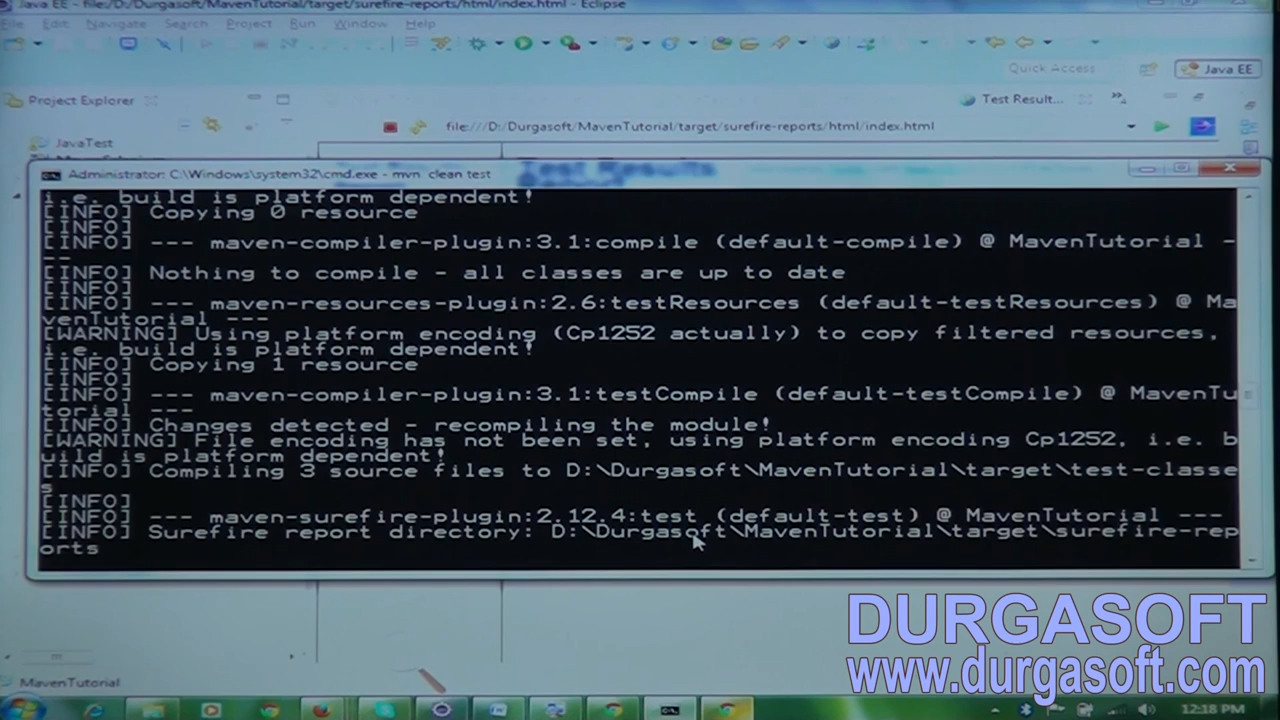 Java EE - file:/D:/Durgasoft/MavenTutorial/target/surefire-reports/html/index.html - Eclipse
File Edit Navigate Search Project Run Window Help
Quick Access
Java EE
Project Explorer
Test Result...
file:///D:/Durgasoft/MavenTutorial/target/surefire-reports/html/index.html
JavaTest
Test Results
Administrator: C:\Windows\system32\cmd.exe - mvn clean test
i.e. build is platform dependent!
[INFO] Copying 0 resource
[INFO]
[INFO] --- maven-compiler-plugin:3.1:compile (default-compile) @ MavenTutorial -
--
[INFO] Nothing to compile - all classes are up to date
[INFO]
[INFO] --- maven-resources-plugin:2.6:testResources (default-testResources) @ Ma
venTutorial ---
[WARNING] Using platform encoding (Cp1252 actually) to copy filtered resources,
i.e. build is platform dependent!
[INFO] Copying 1 resource
[INFO]
[INFO] --- maven-compiler-plugin:3.1:testCompile (default-testCompile) @ MavenTu
torial ---
[INFO] Changes detected - recompiling the module!
[WARNING] File encoding has not been set, using platform encoding Cp1252, i.e. b
uild is platform dependent!
[INFO] Compiling 3 source files to D:\Durgasoft\MavenTutorial\target\test-classe
s
[INFO]
[INFO] --- maven-surefire-plugin:2.12.4:test (default-test) @ MavenTutorial ---
[INFO] Surefire report directory: D:\Durgasoft\MavenTutorial\target\surefire-rep
orts
DURGASOFT
www.durgasoft.com
MavenTutorial
12:18 PM